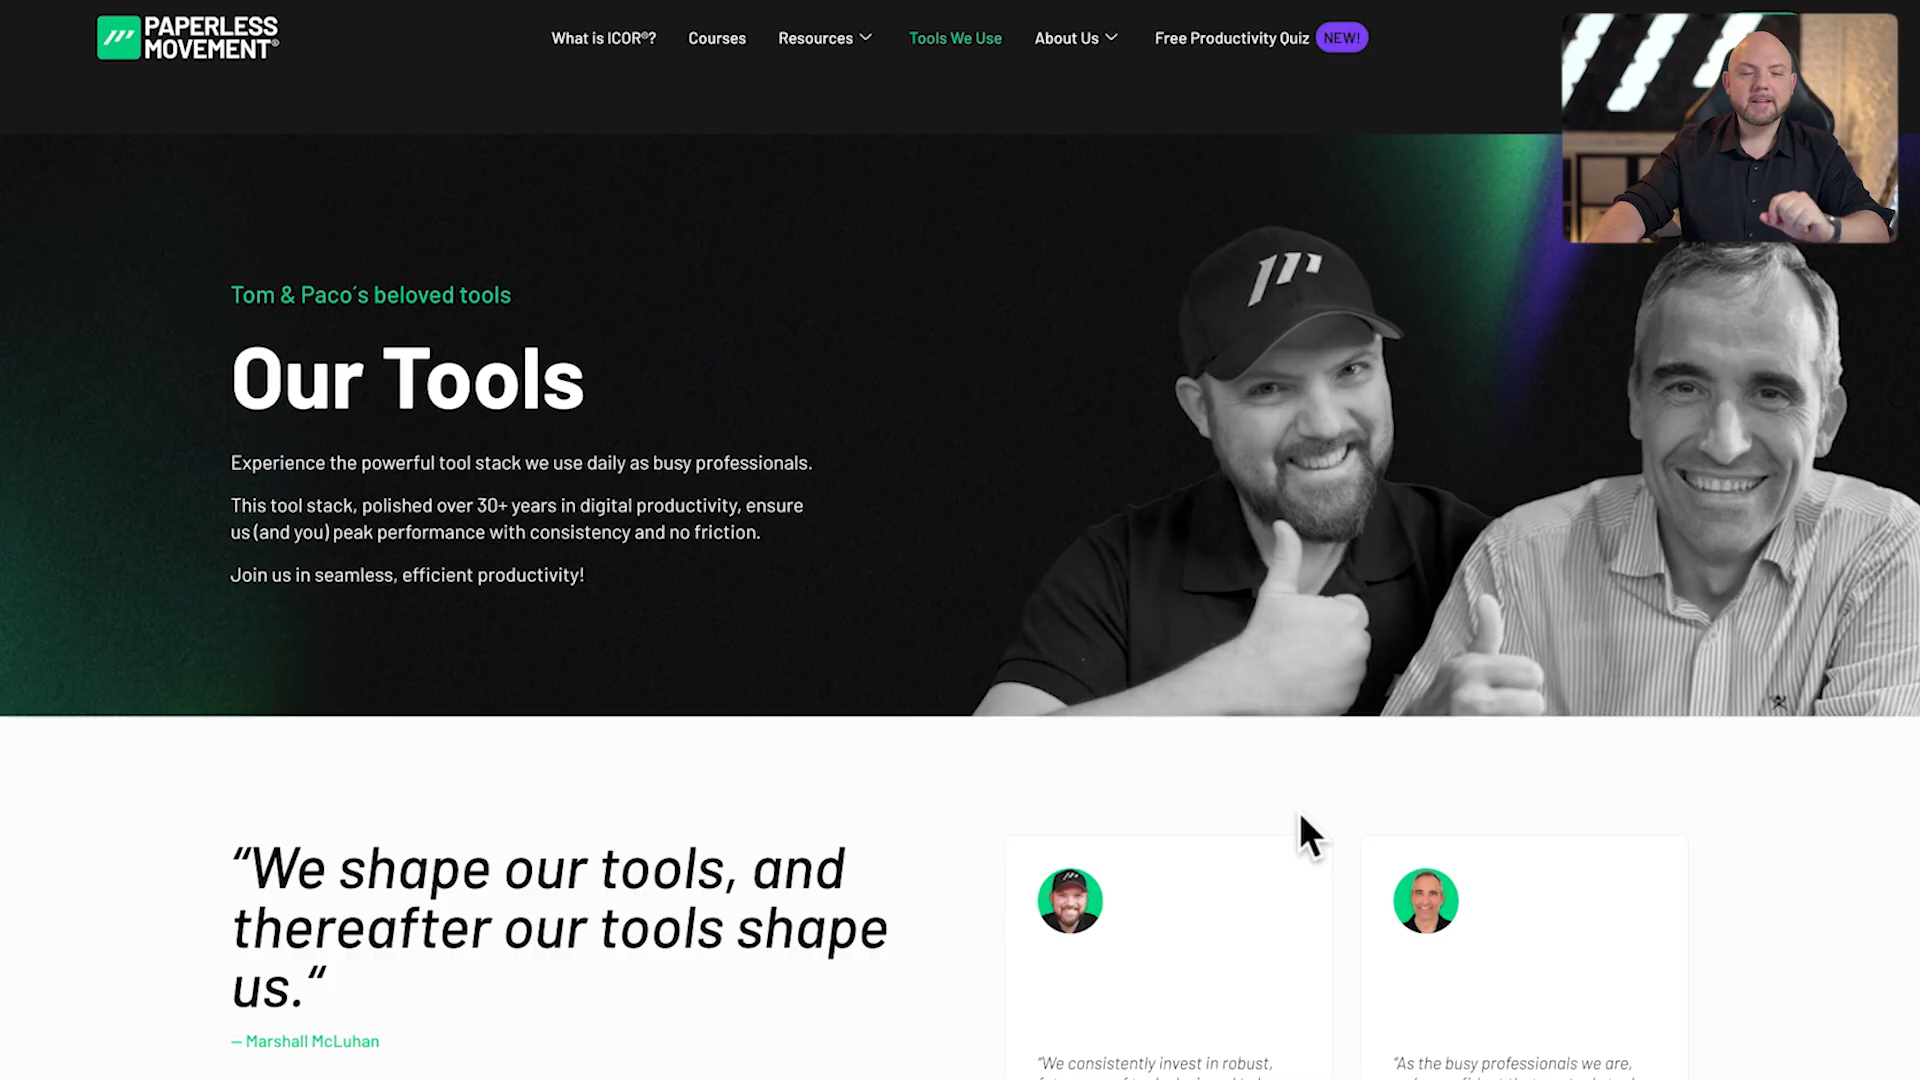 PAPERLESS
MOVEMENT®
What is ICOR®?
Courses
Resources
Tools We Use
About Us
Free Productivity Quiz
NEW!
Tom & Paco´s beloved tools
Our Tools
Experience the powerful tool stack we use daily as busy professionals.
This tool stack, polished over 30+ years in digital productivity, ensure
us (and you) peak performance with consistency and no friction.
Join us in seamless, efficient productivity!
“We shape our tools, and
thereafter our tools shape
us.“
– Marshall McLuhan
“We consistently invest in robust,
“As the busy professionals we are,